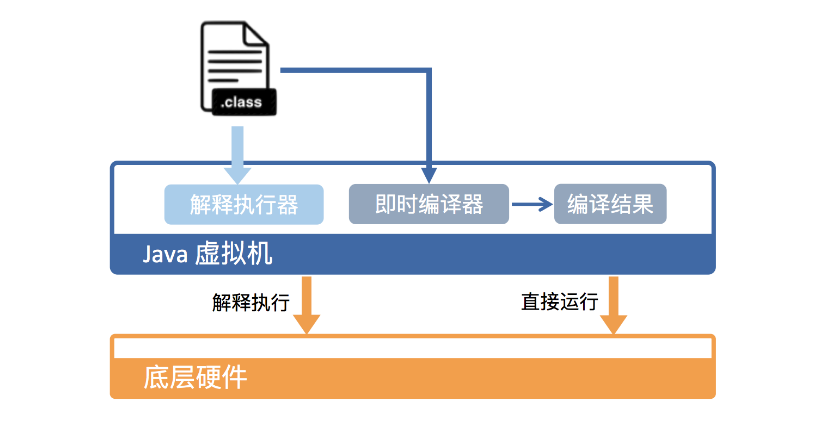 .class
解释执行器
即时编译器
编译结果
Java 虚拟机
解释执行
直接运行
底层硬件